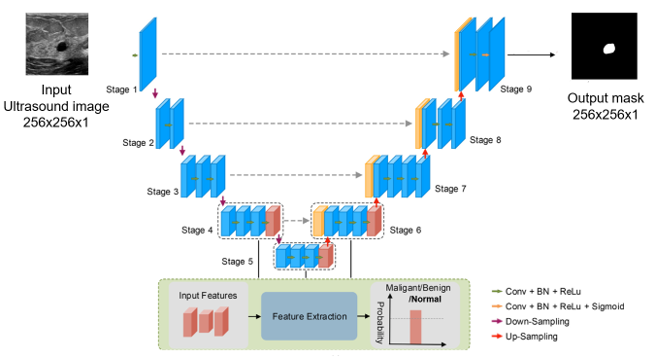 Input
Ultrasound image
256x256x1
Stage 1
Stage 2
Stage 3
Stage 4
Stage 5
Stage 6
Stage 7
Stage 8
Stage 9
Output mask
256x256x1
Input Features
Feature Extraction
Maligant/Benign
/Normal
Probability
Conv + BN + ReLu
Conv + BN + ReLu + Sigmoid
Down-Sampling
Up-Sampling